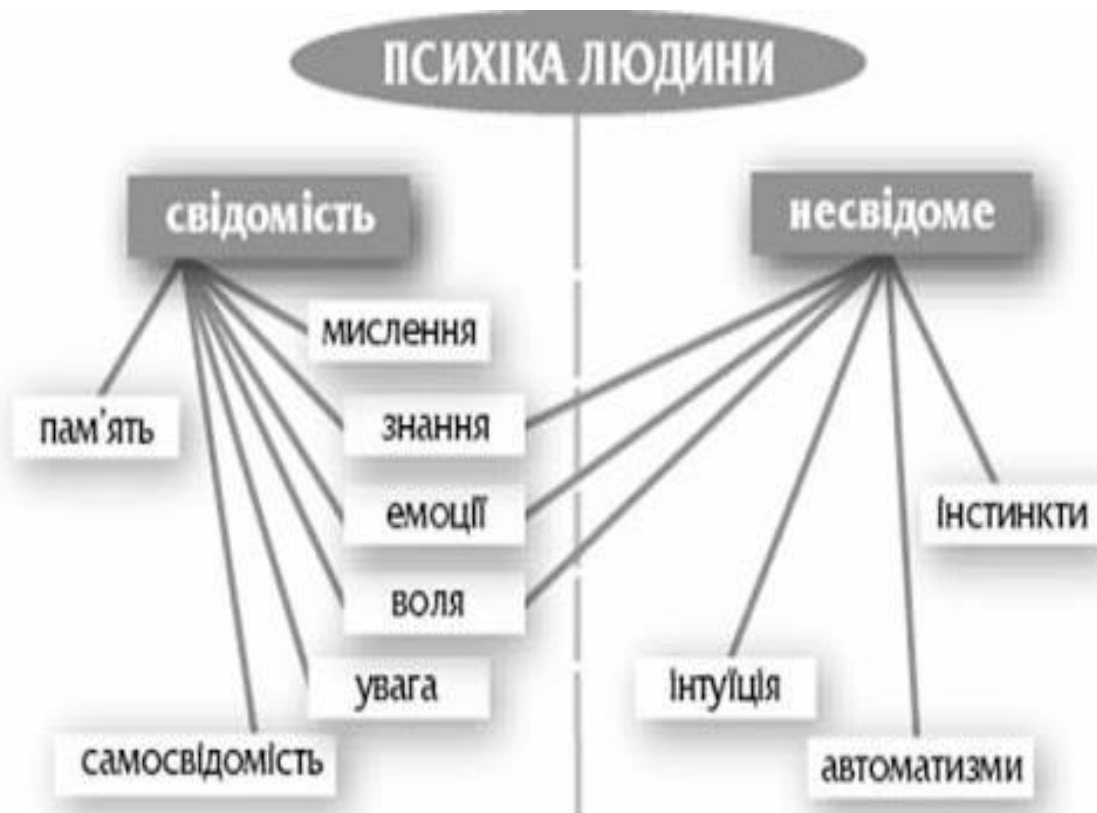 ПСИХІКА ЛЮДИНИ
свідомість
несвідоме
мислення
пам'ять
знання
емоції
інстинкти
воля
увага
інтуїція
самосвідомість
автоматизми